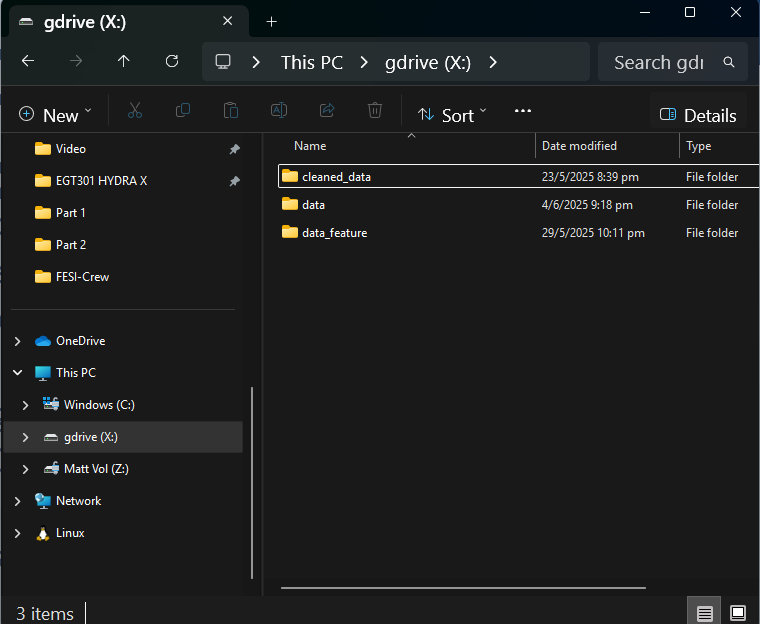 gdrive (X:)
This PC gdrive (X:)
Search gdri
New
Sort
Details
Video
EGT301 HYDRA X
Part 1
Part 2
FESI-Crew
OneDrive
This PC
Windows (C:)
gdrive (X:)
Matt Vol (Z:)
Network
Linux
Name Date modified Type
cleaned_data 23/5/2025 8:39 pm File folder
data 4/6/2025 9:18 pm File folder
data_feature 29/5/2025 10:11 pm File folder
3 items